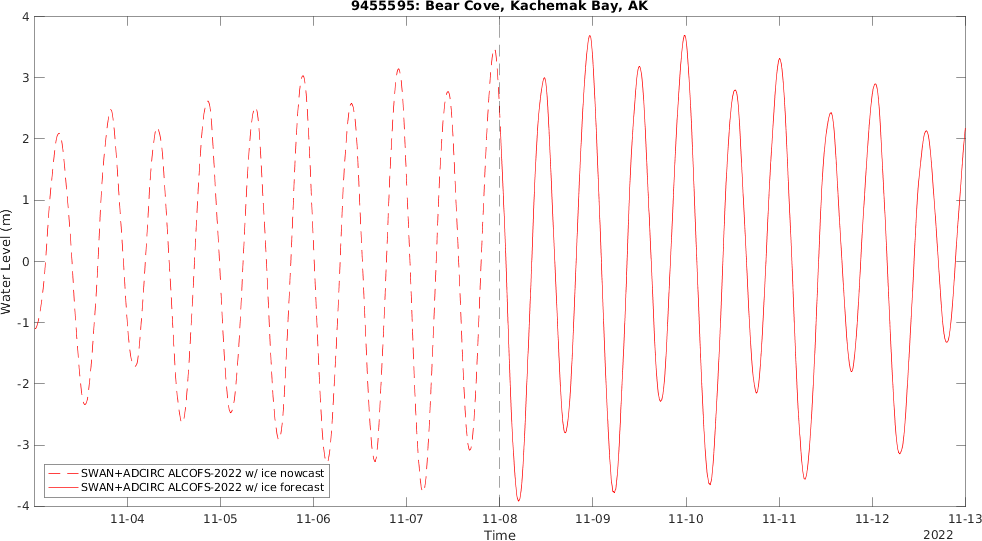 9455595: Bear Cove, Kachemak Bay, AK
4
3
2
1
0
-1
-2
-3
-4
Water Level (m)
SWAN+ADCIRC ALCOFS-2022 w/ ice nowcast
SWAN+ADCIRC ALCOFS-2022 w/ ice forecast
11-04 11-05 11-06 11-07 11-08 11-09 11-10 11-11 11-12 11-13
Time
2022